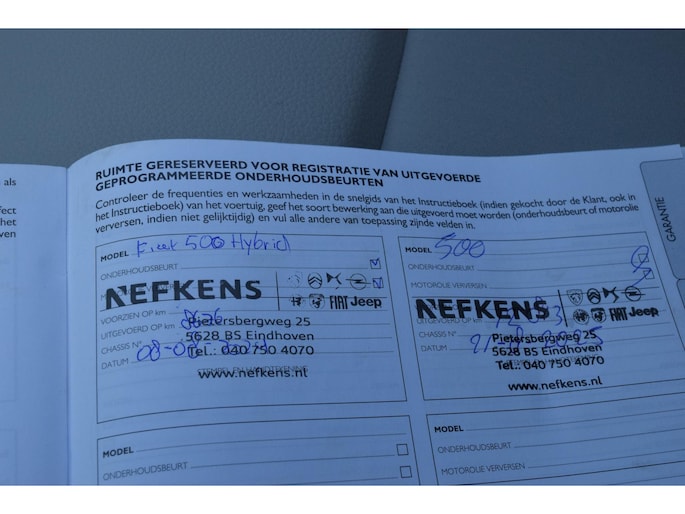 als
fect
het
ven
RUIMTE GERESERVEERD VOOR REGISTRATIE VAN UITGEVOERDE
GEPROGRAMMEERDE ONDERHOUDSBEURTEN
Controleer de frequenties en werkzaamheden in de snelgids van het Instructieboek (indien gekocht door de Klant, ook in
het Instructieboek) van het voertuig, geef het soort bewerking aan die uitgevoerd moet worden (onderhoudsbeurt of motorolie
verversen, indien niet gelijktijdig) en vul alle andere van toepassing zijnde velden in.
GARANTIE
MODEL Fiat 500 Hybrid
ONDERHOUDSBEURT
NEFKENS
FIAT Jeep
VOORZIEN OP km
UITGEVOERD OP km
CHASSIS N°
DATUM
Pietersbergweg 25
5628 BS Eindhoven
Tel.: 040 750 4070
www.nefkens.nl
MODEL 500
ONDERHOUDSBEURT
MOTOROLIE VERVERSEN
NEFKENS
FIAT Jeep
UITGEVOERD OP km
CHASSIS N°
DATUM
Pietersbergweg 25
5628 BS Eindhoven
Tel.: 040 750 4070
www.nefkens.nl
MODEL
ONDERHOUDSBEURT
MODEL
ONDERHOUDSBEURT
MOTOROLIE VERVERSEN